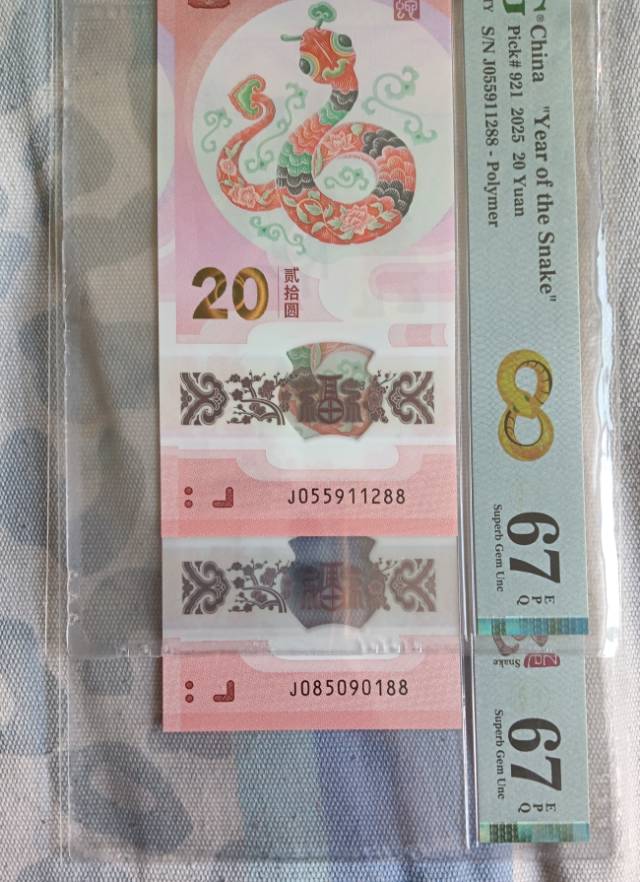 20
贰拾圆
J055911288
J085090188
China "Year of the Snake"
Pick# 921 2025 20 Yuan
S/N J055911288 - Polymer
67
EPQ
Superb Gem Unc
Snake
67
EPQ
Superb Gem Unc